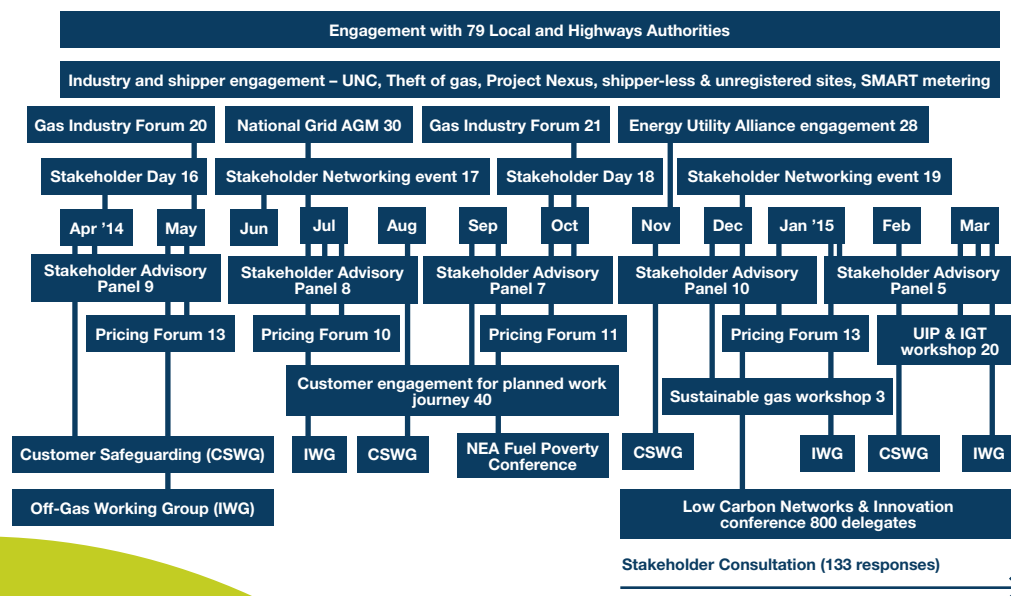 Engagement with 79 Local and Highways Authorities
Industry and shipper engagement – UNC, Theft of gas, Project Nexus, shipper-less & unregistered sites, SMART metering
Gas Industry Forum 20
National Grid AGM 30
Gas Industry Forum 21
Energy Utility Alliance engagement 28
Stakeholder Day 16
Stakeholder Networking event 17
Stakeholder Day 18
Stakeholder Networking event 19
Apr ’14
May
Jun
Jul
Aug
Sep
Oct
Nov
Dec
Jan ’15
Feb
Mar
Stakeholder Advisory
Panel 9
Stakeholder Advisory
Panel 8
Stakeholder Advisory
Panel 7
Stakeholder Advisory
Panel 10
Stakeholder Advisory
Panel 5
Pricing Forum 13
Pricing Forum 10
Pricing Forum 11
Pricing Forum 13
UIP & IGT
workshop 20
Customer engagement for planned work
journey 40
Sustainable gas workshop 3
Customer Safeguarding (CSWG)
IWG
CSWG
NEA Fuel Poverty
Conference
CSWG
IWG
CSWG
IWG
Off-Gas Working Group (IWG)
Low Carbon Networks & Innovation
conference 800 delegates
Stakeholder Consultation (133 responses)